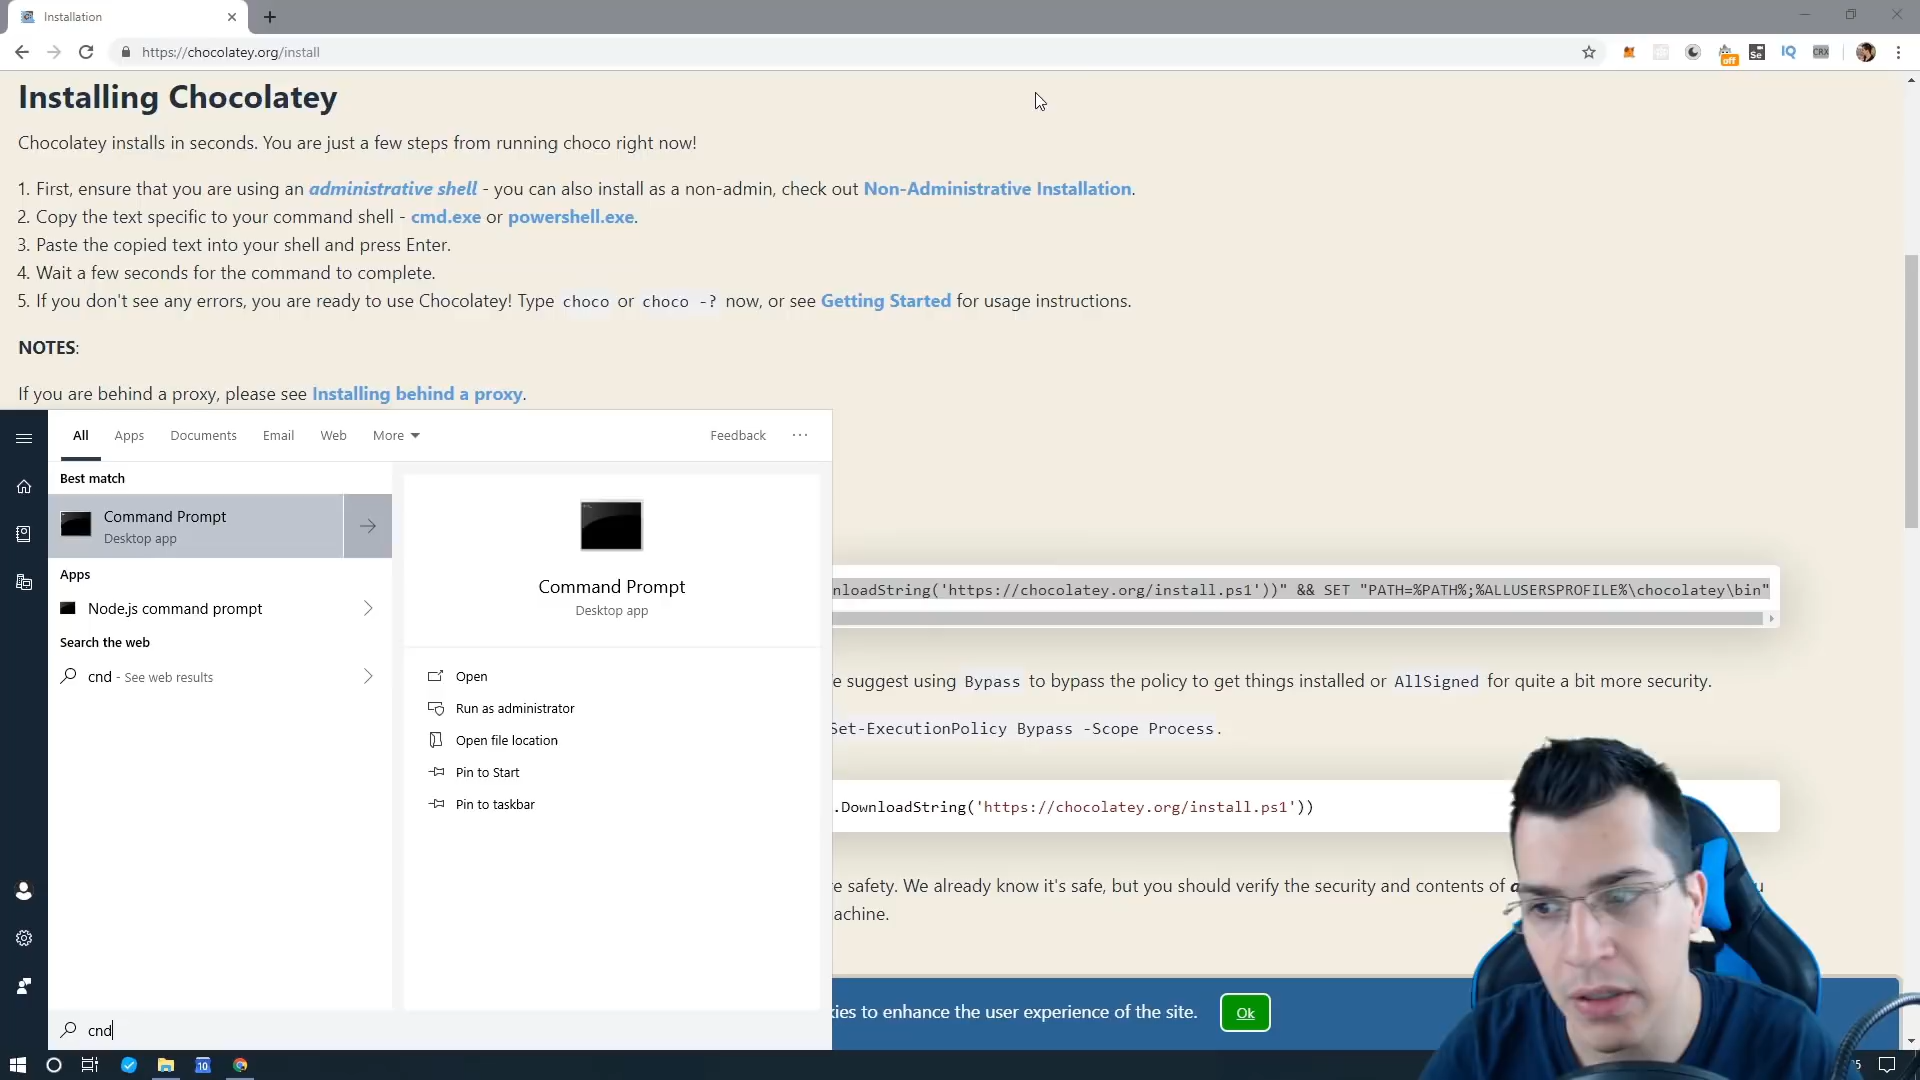 Installation
https://chocolatey.org/install
off
Se
IQ
CRX
Installing Chocolatey
Chocolatey installs in seconds. You are just a few steps from running choco right now!
1. First, ensure that you are using an administrative shell - you can also install as a non-admin, check out Non-Administrative Installation.
2. Copy the text specific to your command shell - cmd.exe or powershell.exe.
3. Paste the copied text into your shell and press Enter.
4. Wait a few seconds for the command to complete.
5. If you don't see any errors, you are ready to use Chocolatey! Type choco or choco -? now, or see Getting Started for usage instructions.
NOTES:
If you are behind a proxy, please see Installing behind a proxy.
All Apps Documents Email Web More Feedback
Best match
Command Prompt
Desktop app
Apps
Node.js command prompt
Search the web
cnd - See web results
Command Prompt
Desktop app
Open
Run as administrator
Open file location
Pin to Start
Pin to taskbar
cnd
nloadString('https://chocolatey.org/install.ps1'))" && SET "PATH=%PATH%;%ALLUSERSPROFILE%\chocolatey\bin"
e suggest using Bypass to bypass the policy to get things installed or AllSigned for quite a bit more security.
Set-ExecutionPolicy Bypass -Scope Process.
.DownloadString('https://chocolatey.org/install.ps1'))
e safety. We already know it's safe, but you should verify the security and contents of
achine.
kies to enhance the user experience of the site.
Ok
10